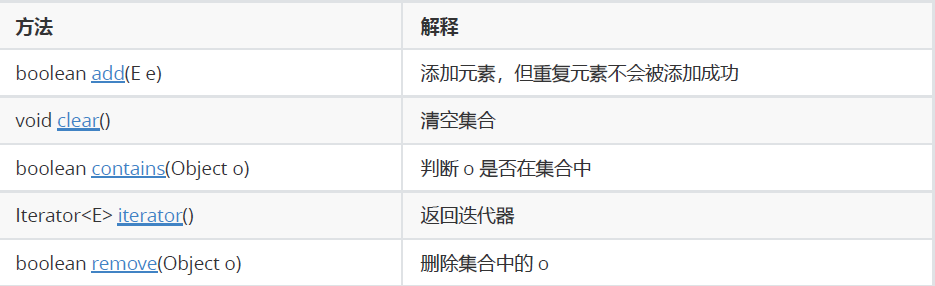 方法 解释
boolean add(E e) 添加元素，但重复元素不会被添加成功
void clear() 清空集合
boolean contains(Object o) 判断 o 是否在集合中
Iterator<E> iterator() 返回迭代器
boolean remove(Object o) 删除集合中的 o